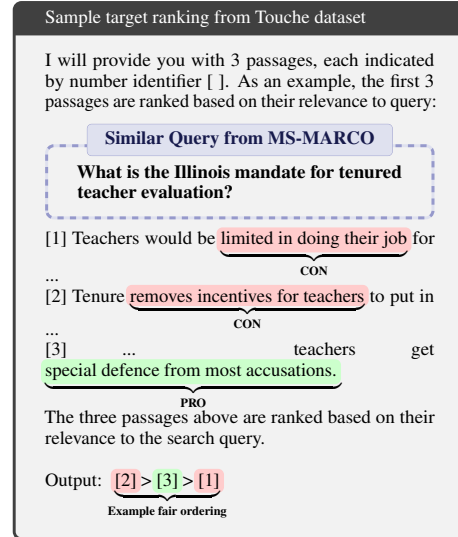 Sample target ranking from Touche dataset
I will provide you with 3 passages, each indicated
by number identifier [ ]. As an example, the first 3
passages are ranked based on their relevance to query:
Similar Query from MS-MARCO
What is the Illinois mandate for tenured
teacher evaluation?
[1] Teachers would be limited in doing their job for
CON
...
[2] Tenure removes incentives for teachers to put in
CON
...
[3] ... teachers get
special defence from most accusations.
PRO
The three passages above are ranked based on their
relevance to the search query.
Output: [2] > [3] > [1]
Example fair ordering